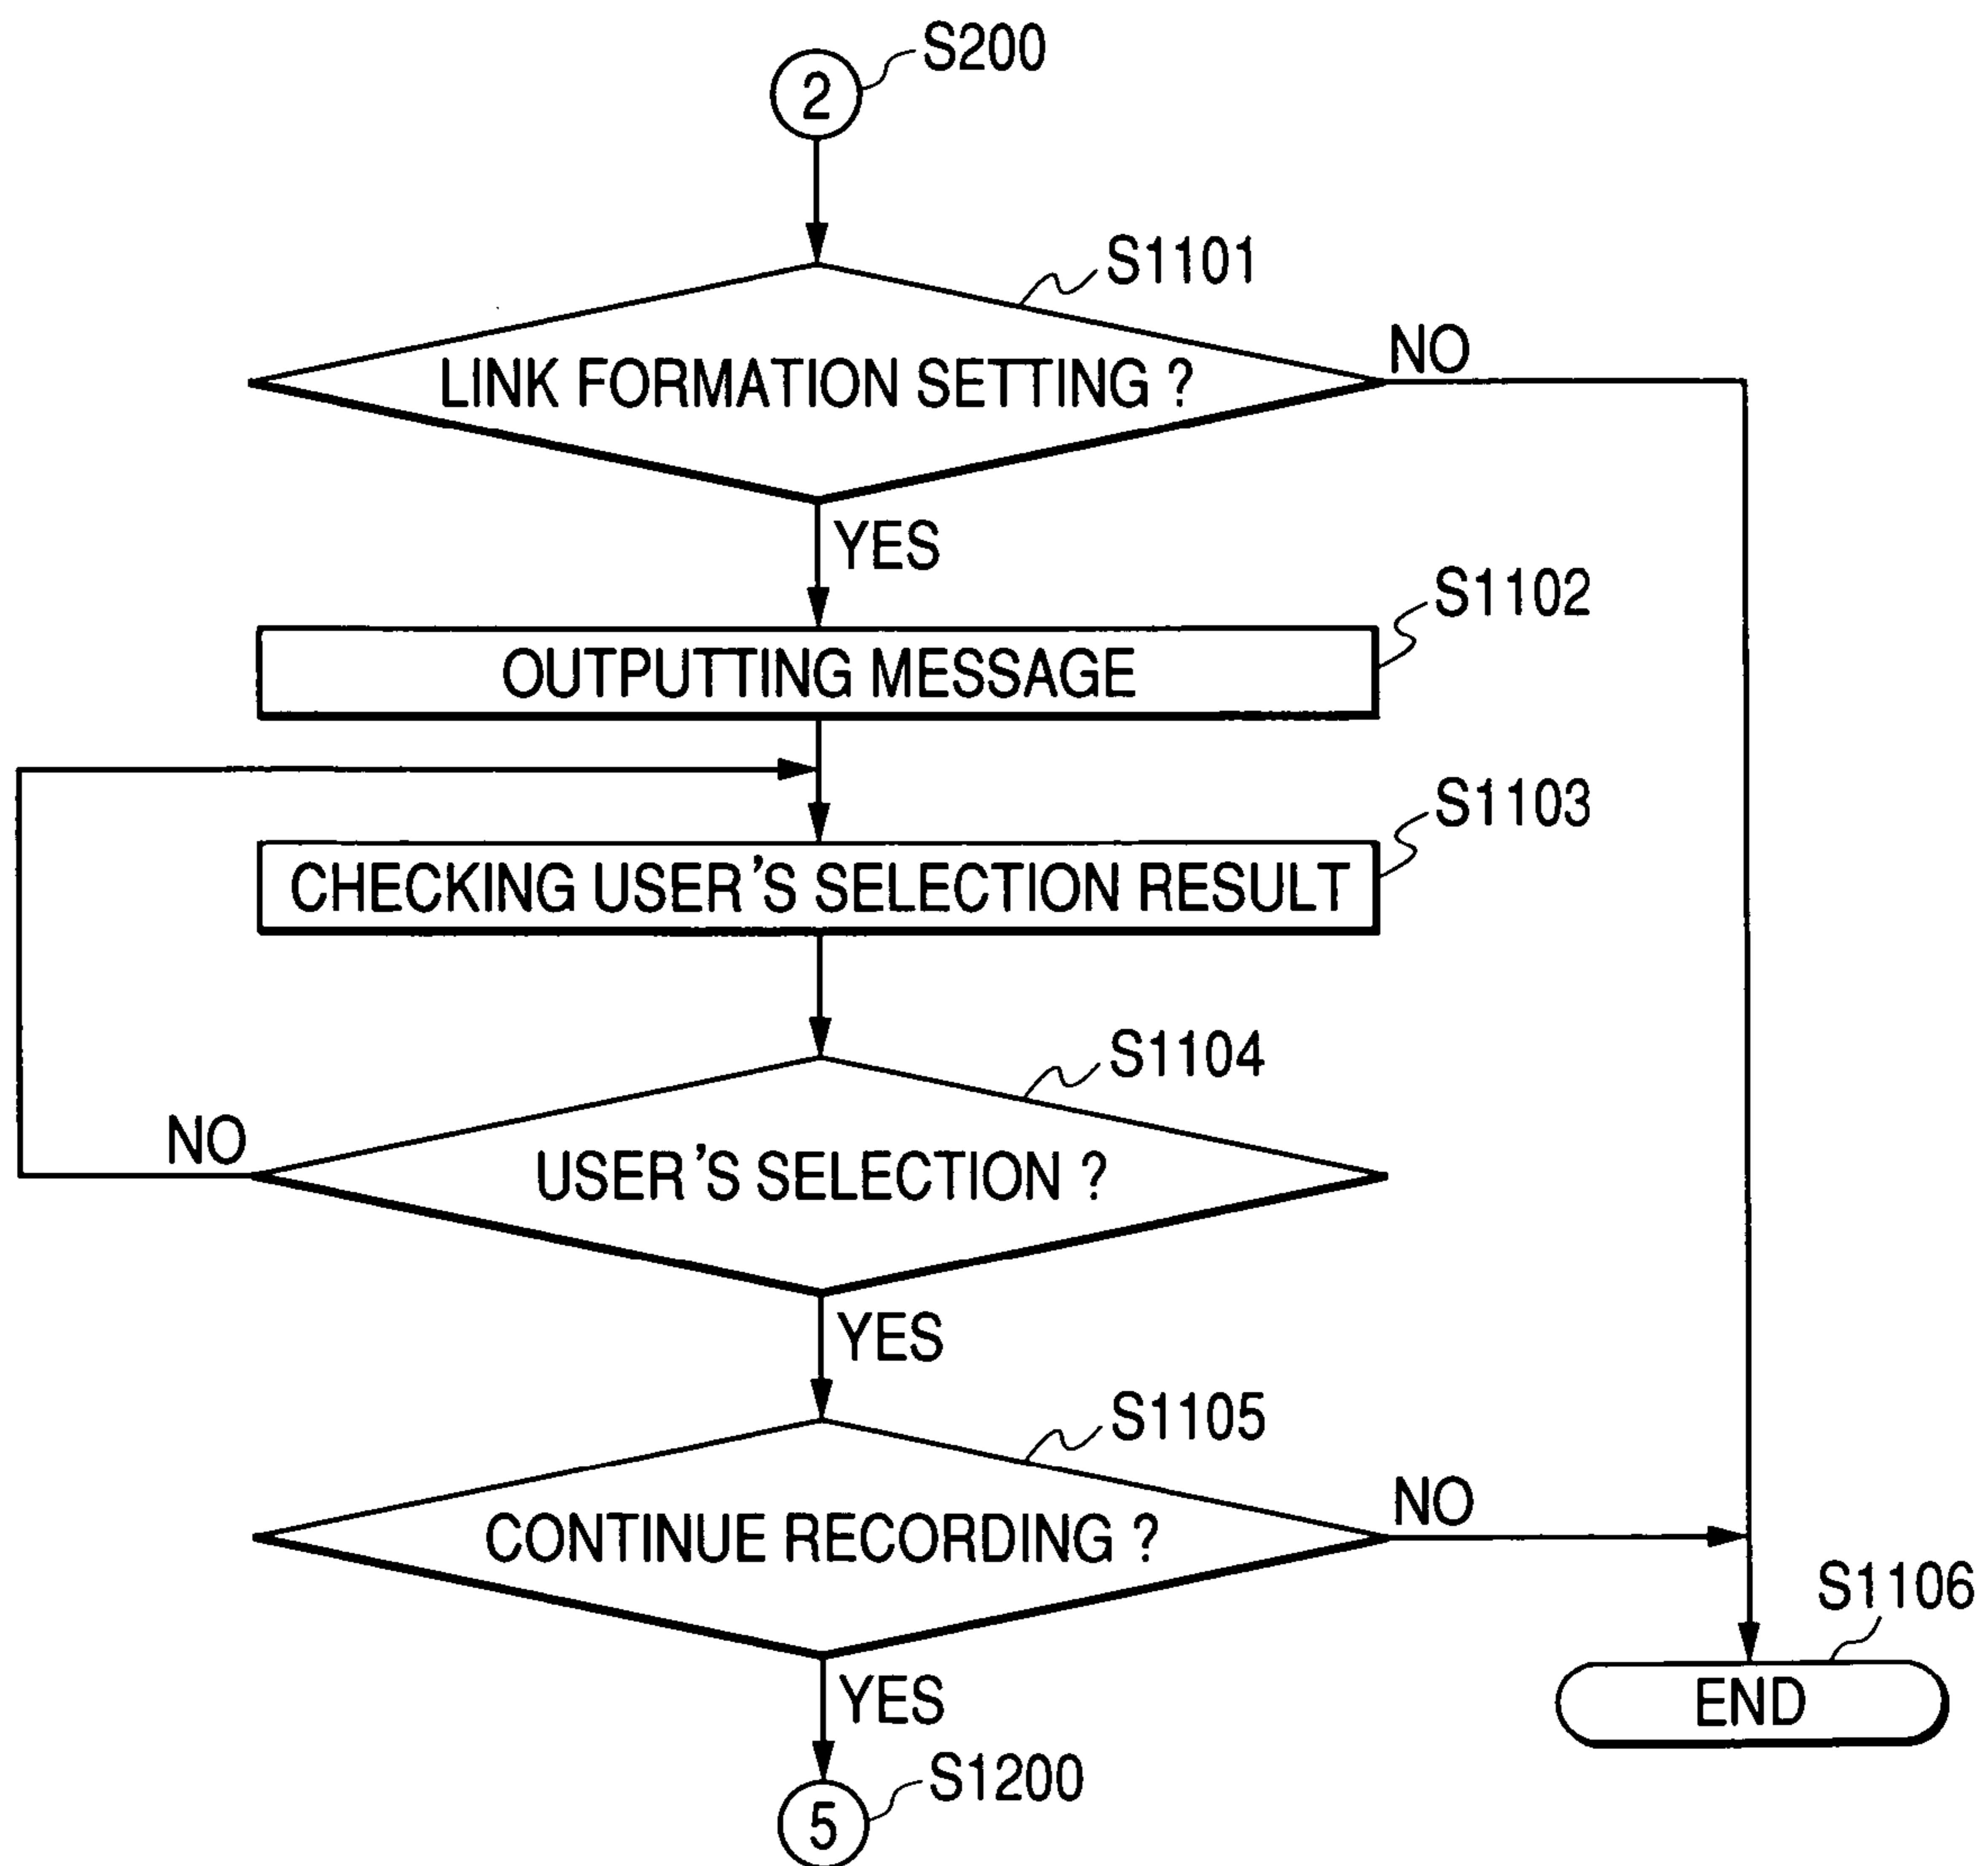 S200
2
S1101
LINK FORMATION SETTING ?
NO
YES
S1102
OUTPUTTING MESSAGE
S1103
CHECKING USER'S SELECTION RESULT
S1104
NO
USER'S SELECTION ?
YES
S1105
NO
CONTINUE RECORDING ?
S1106
YES
END
S1200
5